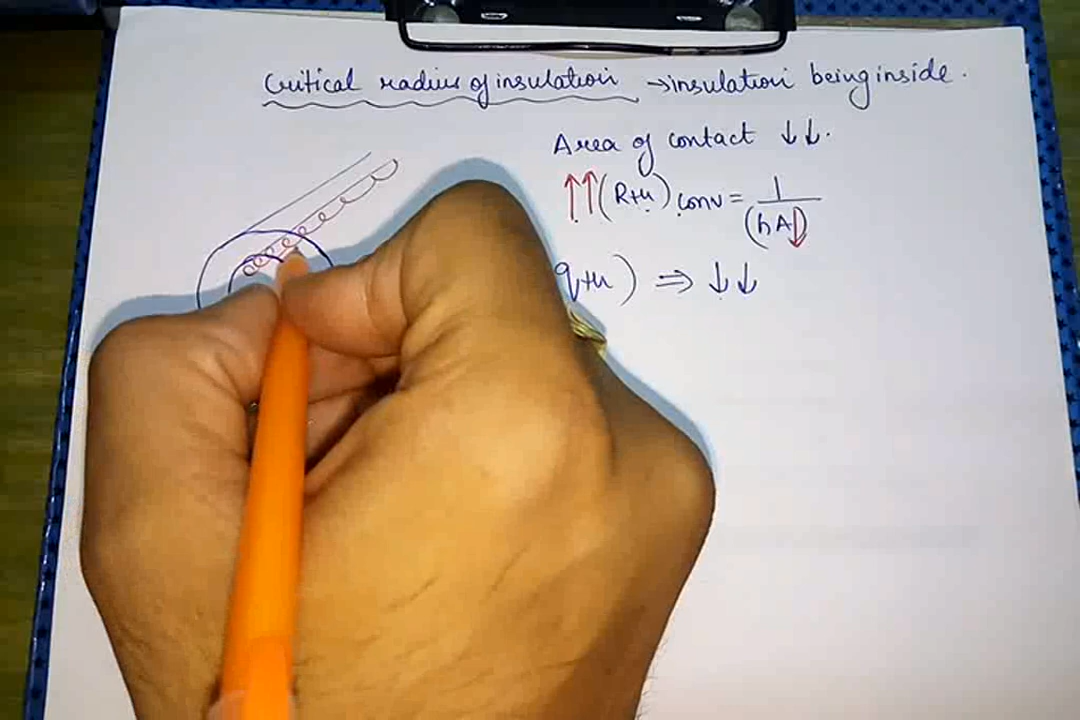 Critical radius of insulation → insulation being inside.
Area of contact ↓↓.
↑↑(Rth)conv = 1/(hA↓)
qth) ⇒ ↓↓